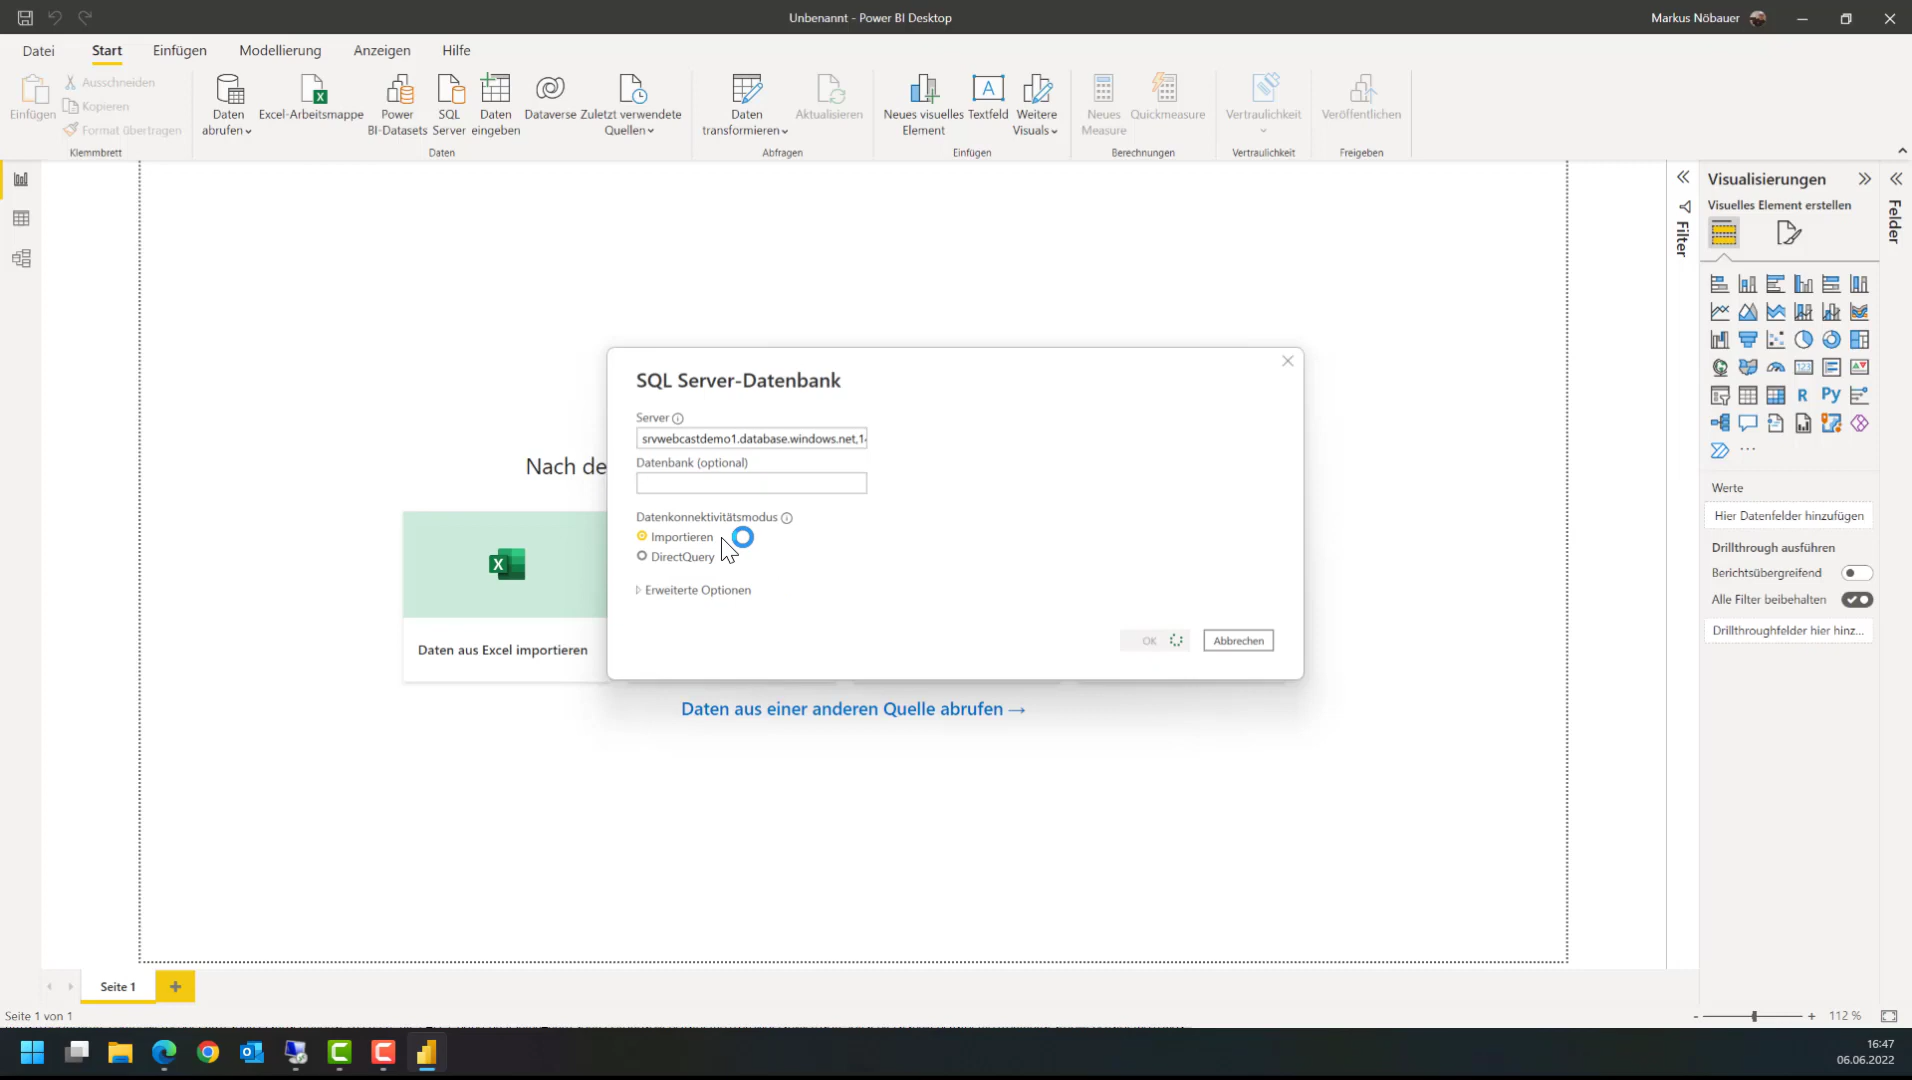 Unbenannt - Power BI Desktop
Markus Nöbauer
Datei Start Einfügen Modellierung Anzeigen Hilfe
Einfügen
Ausschneiden
Kopieren
Format übertragen
Klemmbrett
Daten abrufen
Excel-Arbeitsmappe
Power BI-Datasets
SQL Server
Daten eingeben
Dataverse
Zuletzt verwendete Quellen
Daten
Daten transformieren
Aktualisieren
Abfragen
Neues visuelles Element
Textfeld
Weitere Visuals
Einfügen
Neues Measure
Quickmeasure
Berechnungen
Vertraulichkeit
Vertraulichkeit
Veröffentlichen
Freigeben
Nach de
Daten aus Excel importieren
Daten aus einer anderen Quelle abrufen →
SQL Server-Datenbank
Server
srvwebcastdemo1.database.windows.net,1
Datenbank (optional)
Datenkonnektivitätsmodus
Importieren
DirectQuery
Erweiterte Optionen
OK
Abbrechen
Filter
Visualisierungen
Visuelles Element erstellen
R
Py
Werte
Hier Datenfelder hinzufügen
Drillthrough ausführen
Berichtsübergreifend
Alle Filter beibehalten
Drillthroughfelder hier hinz...
Felder
Seite 1
Seite 1 von 1
112 %
16:47
06.06.2022